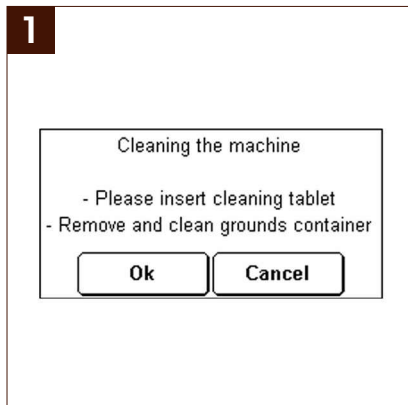 1
Cleaning the machine
- Please insert cleaning tablet
- Remove and clean grounds container
Ok Cancel